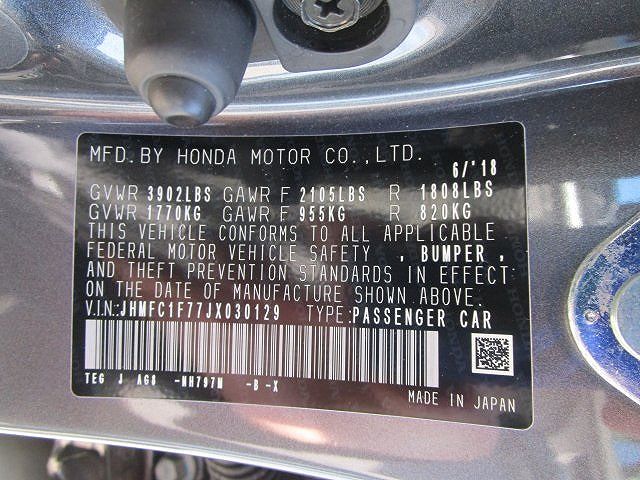 MFD. BY HONDA MOTOR CO., LTD. 6/'18
GVWR 3902LBS GAWR F 2105LBS R 1808LBS
GVWR 1770KG GAWR F 955KG R 820KG
THIS VEHICLE CONFORMS TO ALL APPLICABLE
FEDERAL MOTOR VEHICLE SAFETY , BUMPER ,
AND THEFT PREVENTION STANDARDS IN EFFECT
ON THE DATE OF MANUFACTURE SHOWN ABOVE.
V.I.N: JHMFC1F77JX030129 TYPE: PASSENGER CAR
TEG J AG8 -NH797M -B -X
MADE IN JAPAN